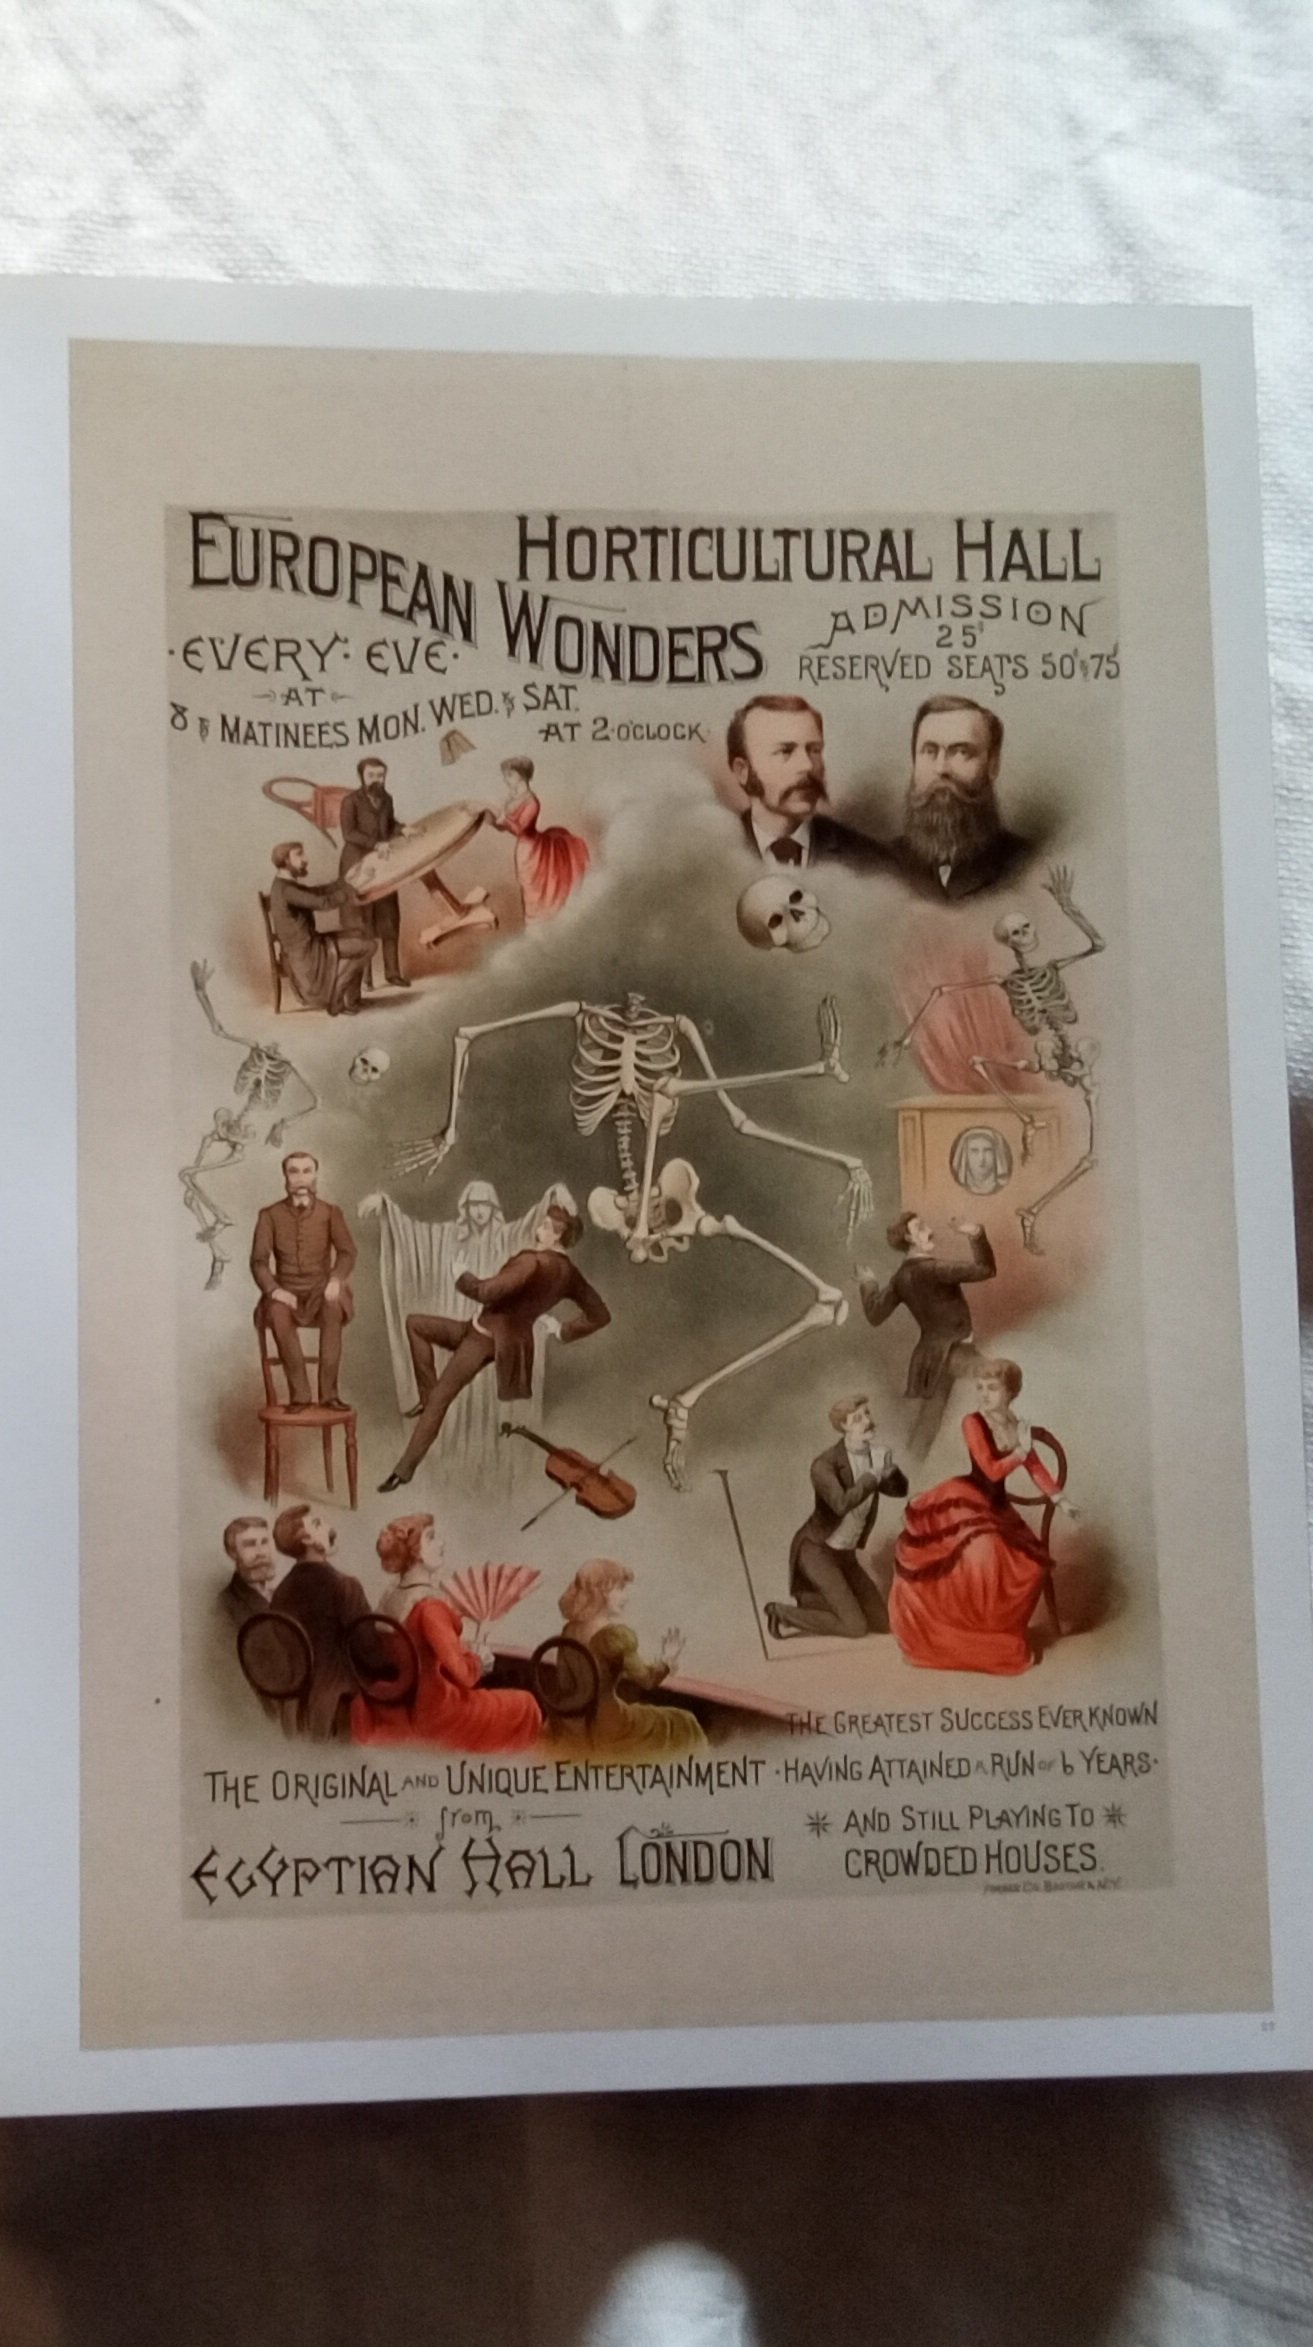 EUROPEAN WONDERS
HORTICULTURAL HALL
ADMISSION
25¢
RESERVED SEATS 50¢ & 75¢
·EVERY· EVE·
AT
8 & MATINEES MON. WED. & SAT.
AT 2·O'CLOCK
THE GREATEST SUCCESS EVER KNOWN
THE ORIGINAL AND UNIQUE ENTERTAINMENT
·HAVING ATTAINED A RUN OF 6 YEARS·
from
EGYPTIAN HALL LONDON
AND STILL PLAYING TO
CROWDED HOUSES.
Co. BOSTON & N.Y.